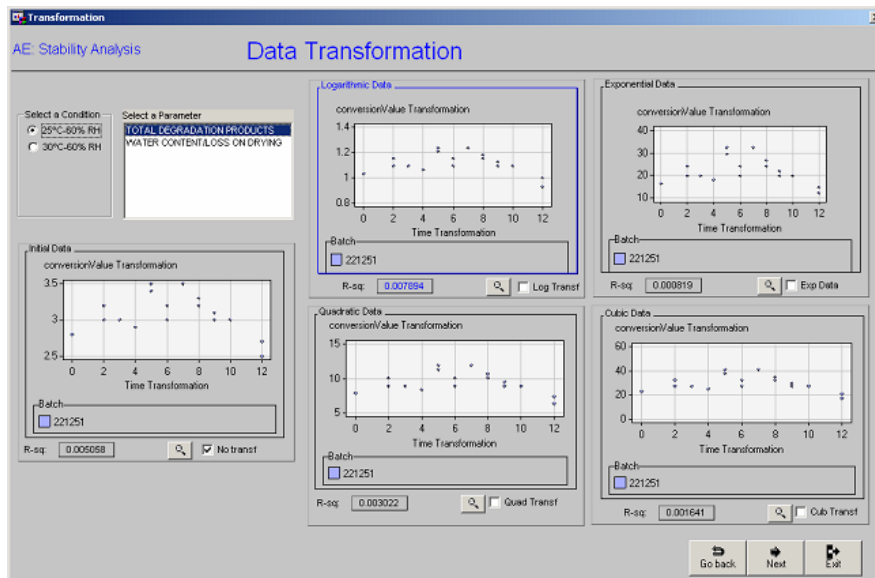 Transformation
AE: Stability Analysis
Data Transformation
Select a Condition
25°C-60% RH
30°C-60% RH
Select a Parameter
TOTAL DEGRADATION PRODUCTS
WATER CONTENT/LOSS ON DRYING
Initial Data
conversionValue Transformation
3.5
3
2.5
0 2 4 6 8 10 12
Time Transformation
Batch
221251
R-sq: 0.005058 No transf
Logarithmic Data
conversionValue Transformation
1.4
1.2
1
0.8
0 2 4 6 8 10 12
Time Transformation
Batch
221251
R-sq: 0.007894 Log Transf
Exponential Data
conversionValue Transformation
40
30
20
10
0 2 4 6 8 10 12
Time Transformation
Batch
221251
R-sq: 0.000819 Exp Data
Quadratic Data
conversionValue Transformation
15
10
5
0 2 4 6 8 10 12
Time Transformation
Batch
221251
R-sq: 0.003022 Quad Transf
Cubic Data
conversionValue Transformation
60
40
20
0
0 2 4 6 8 10 12
Time Transformation
Batch
221251
R-sq: 0.001641 Cub Transf
Go back Next Exit